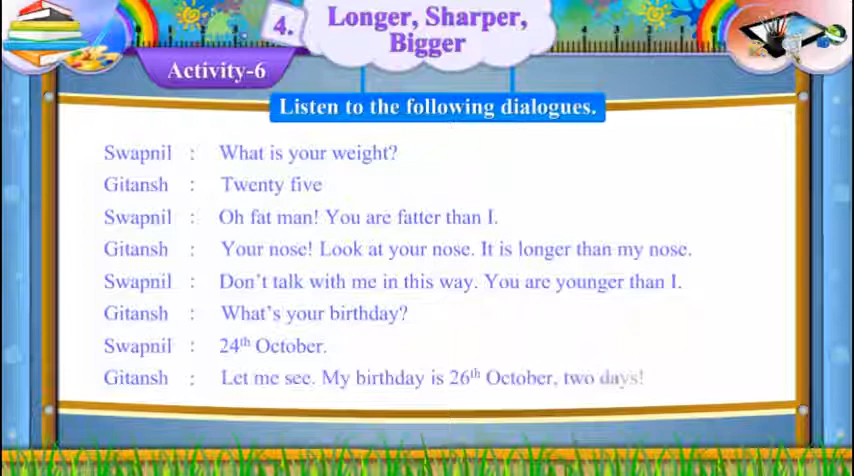 4.
Longer, Sharper,
Bigger
Activity-6
Listen to the following dialogues.
Swapnil : What is your weight?
Gitansh : Twenty five
Swapnil : Oh fat man! You are fatter than I.
Gitansh : Your nose! Look at your nose. It is longer than my nose.
Swapnil : Don't talk with me in this way. You are younger than I.
Gitansh : What's your birthday?
Swapnil : 24th October.
Gitansh : Let me see. My birthday is 26th October, two days!